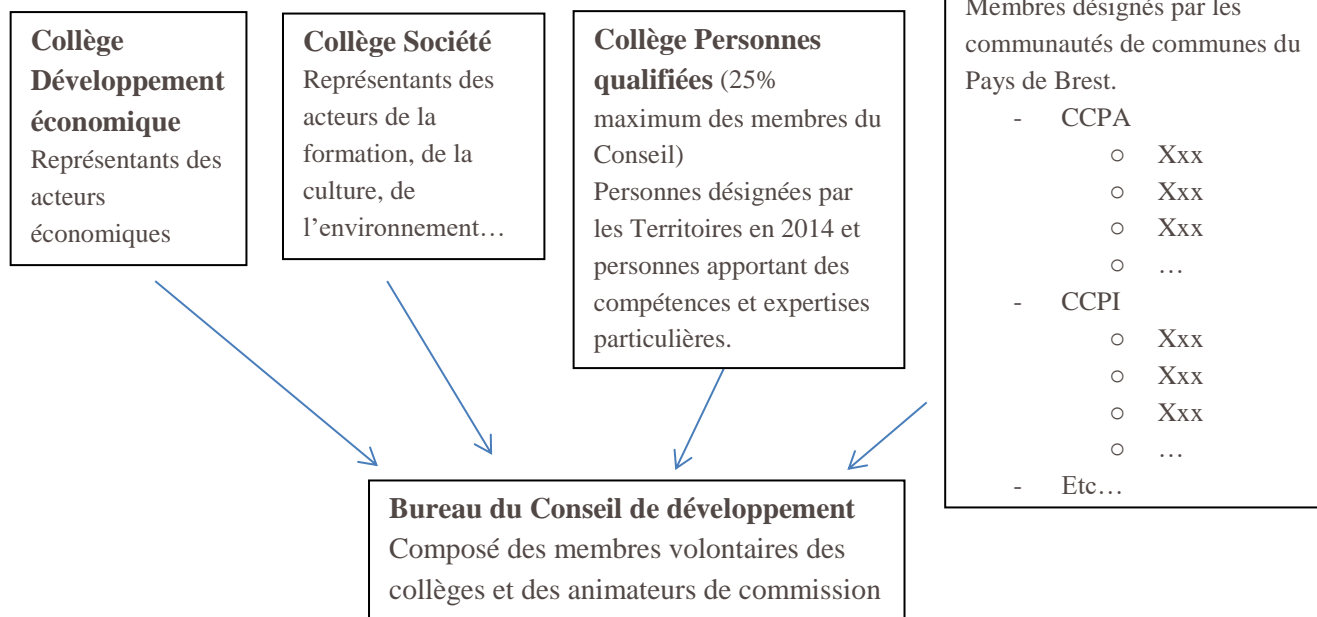 Collège
Développement
économique
Représentants des
acteurs
économiques
Collège Société
Représentants des
acteurs de la
formation, de la
culture, de
l’environnement…
Collège Personnes
qualifiées (25%
maximum des membres du
Conseil)
Personnes désignées par
les Territoires en 2014 et
personnes apportant des
compétences et expertises
particulières.
Membres désignés par les
communautés de communes du
Pays de Brest.
- CCPA
o Xxx
o Xxx
o Xxx
o …
- CCPI
o Xxx
o Xxx
o Xxx
o …
- Etc…
Bureau du Conseil de développement
Composé des membres volontaires des
collèges et des animateurs de commission